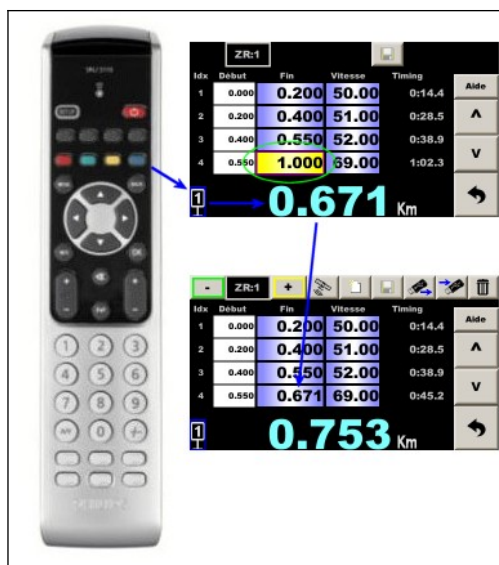 SRU 5110
ZR:1
Idx Début Fin Vitesse Timing
Aide
1 0.000 0.200 50.00 0:14.4
2 0.200 0.400 51.00 0:28.5
3 0.400 0.550 52.00 0:38.9
4 0.550 1.000 69.00 1:02.3
Λ
V
1 0.671 Km
- ZR:1 +
Idx Début Fin Vitesse Timing
Aide
1 0.000 0.200 50.00 0:14.4
2 0.200 0.400 51.00 0:28.5
3 0.400 0.550 52.00 0:38.9
4 0.550 0.671 69.00 0:45.2
Λ
V
1 0.753 Km
1 2 3
4 5 6
7 8 9
0